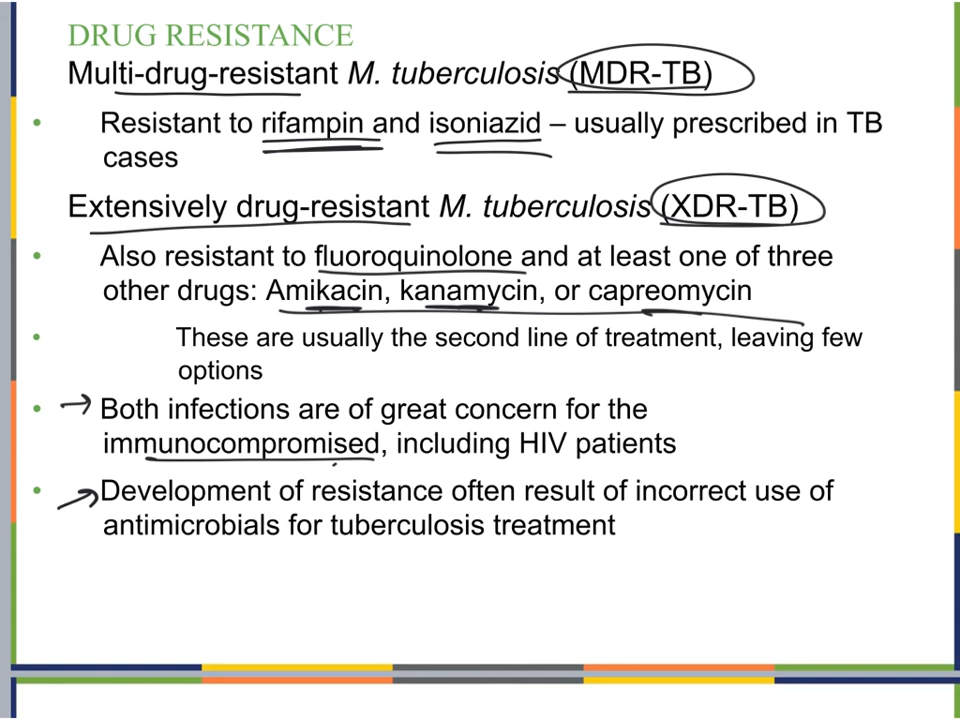 DRUG RESISTANCE
Multi-drug-resistant M. tuberculosis (MDR-TB)
• Resistant to rifampin and isoniazid – usually prescribed in TB
cases
Extensively drug-resistant M. tuberculosis (XDR-TB)
• Also resistant to fluoroquinolone and at least one of three
other drugs: Amikacin, kanamycin, or capreomycin
• These are usually the second line of treatment, leaving few
options
• Both infections are of great concern for the
immunocompromised, including HIV patients
• Development of resistance often result of incorrect use of
antimicrobials for tuberculosis treatment